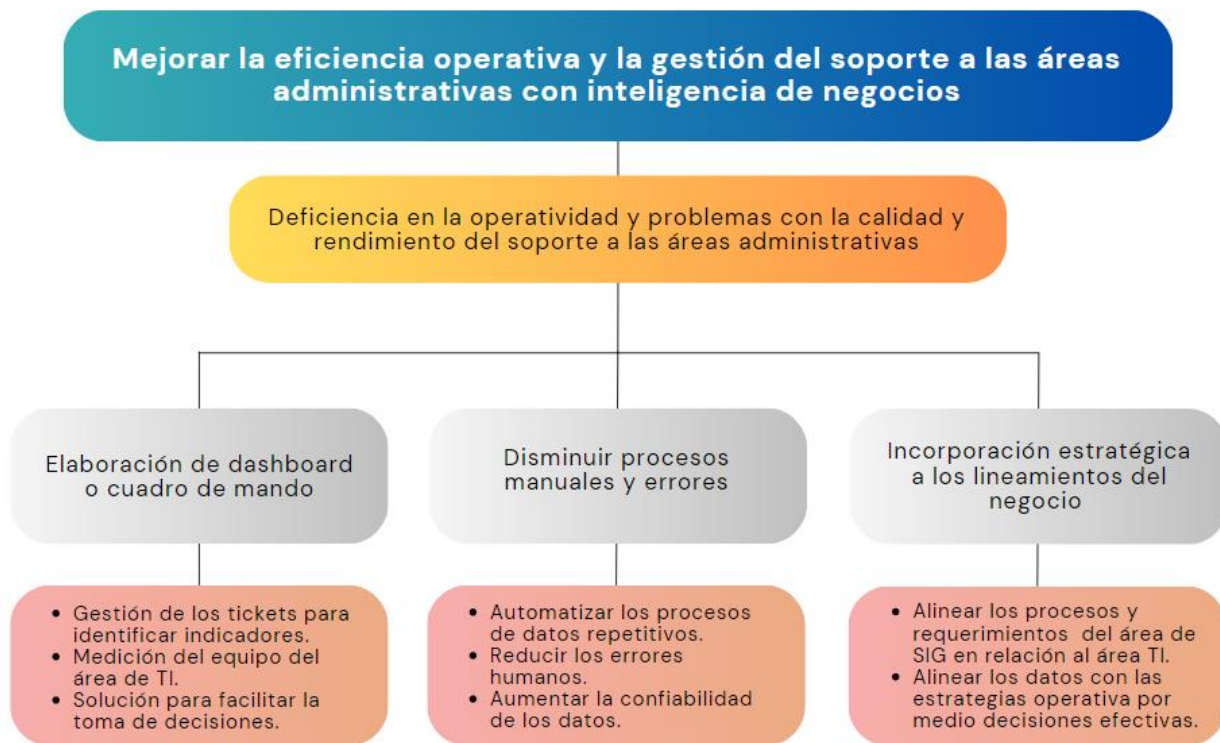 Mejorar la eficiencia operativa y la gestión del soporte a las áreas
administrativas con inteligencia de negocios
Deficiencia en la operatividad y problemas con la calidad y
rendimiento del soporte a las áreas administrativas
Elaboración de dashboard
o cuadro de mando
Disminuir procesos
manuales y errores
Incorporación estratégica
a los lineamientos del
negocio
• Gestión de los tickets para
identificar indicadores.
• Medición del equipo del
área de TI.
• Solución para facilitar la
toma de decisiones.
• Automatizar los procesos
de datos repetitivos.
• Reducir los errores
humanos.
• Aumentar la confiabilidad
de los datos.
• Alinear los procesos y
requerimientos del área de
SIG en relación al área TI.
• Alinear los datos con las
estrategias operativa por
medio decisiones efectivas.